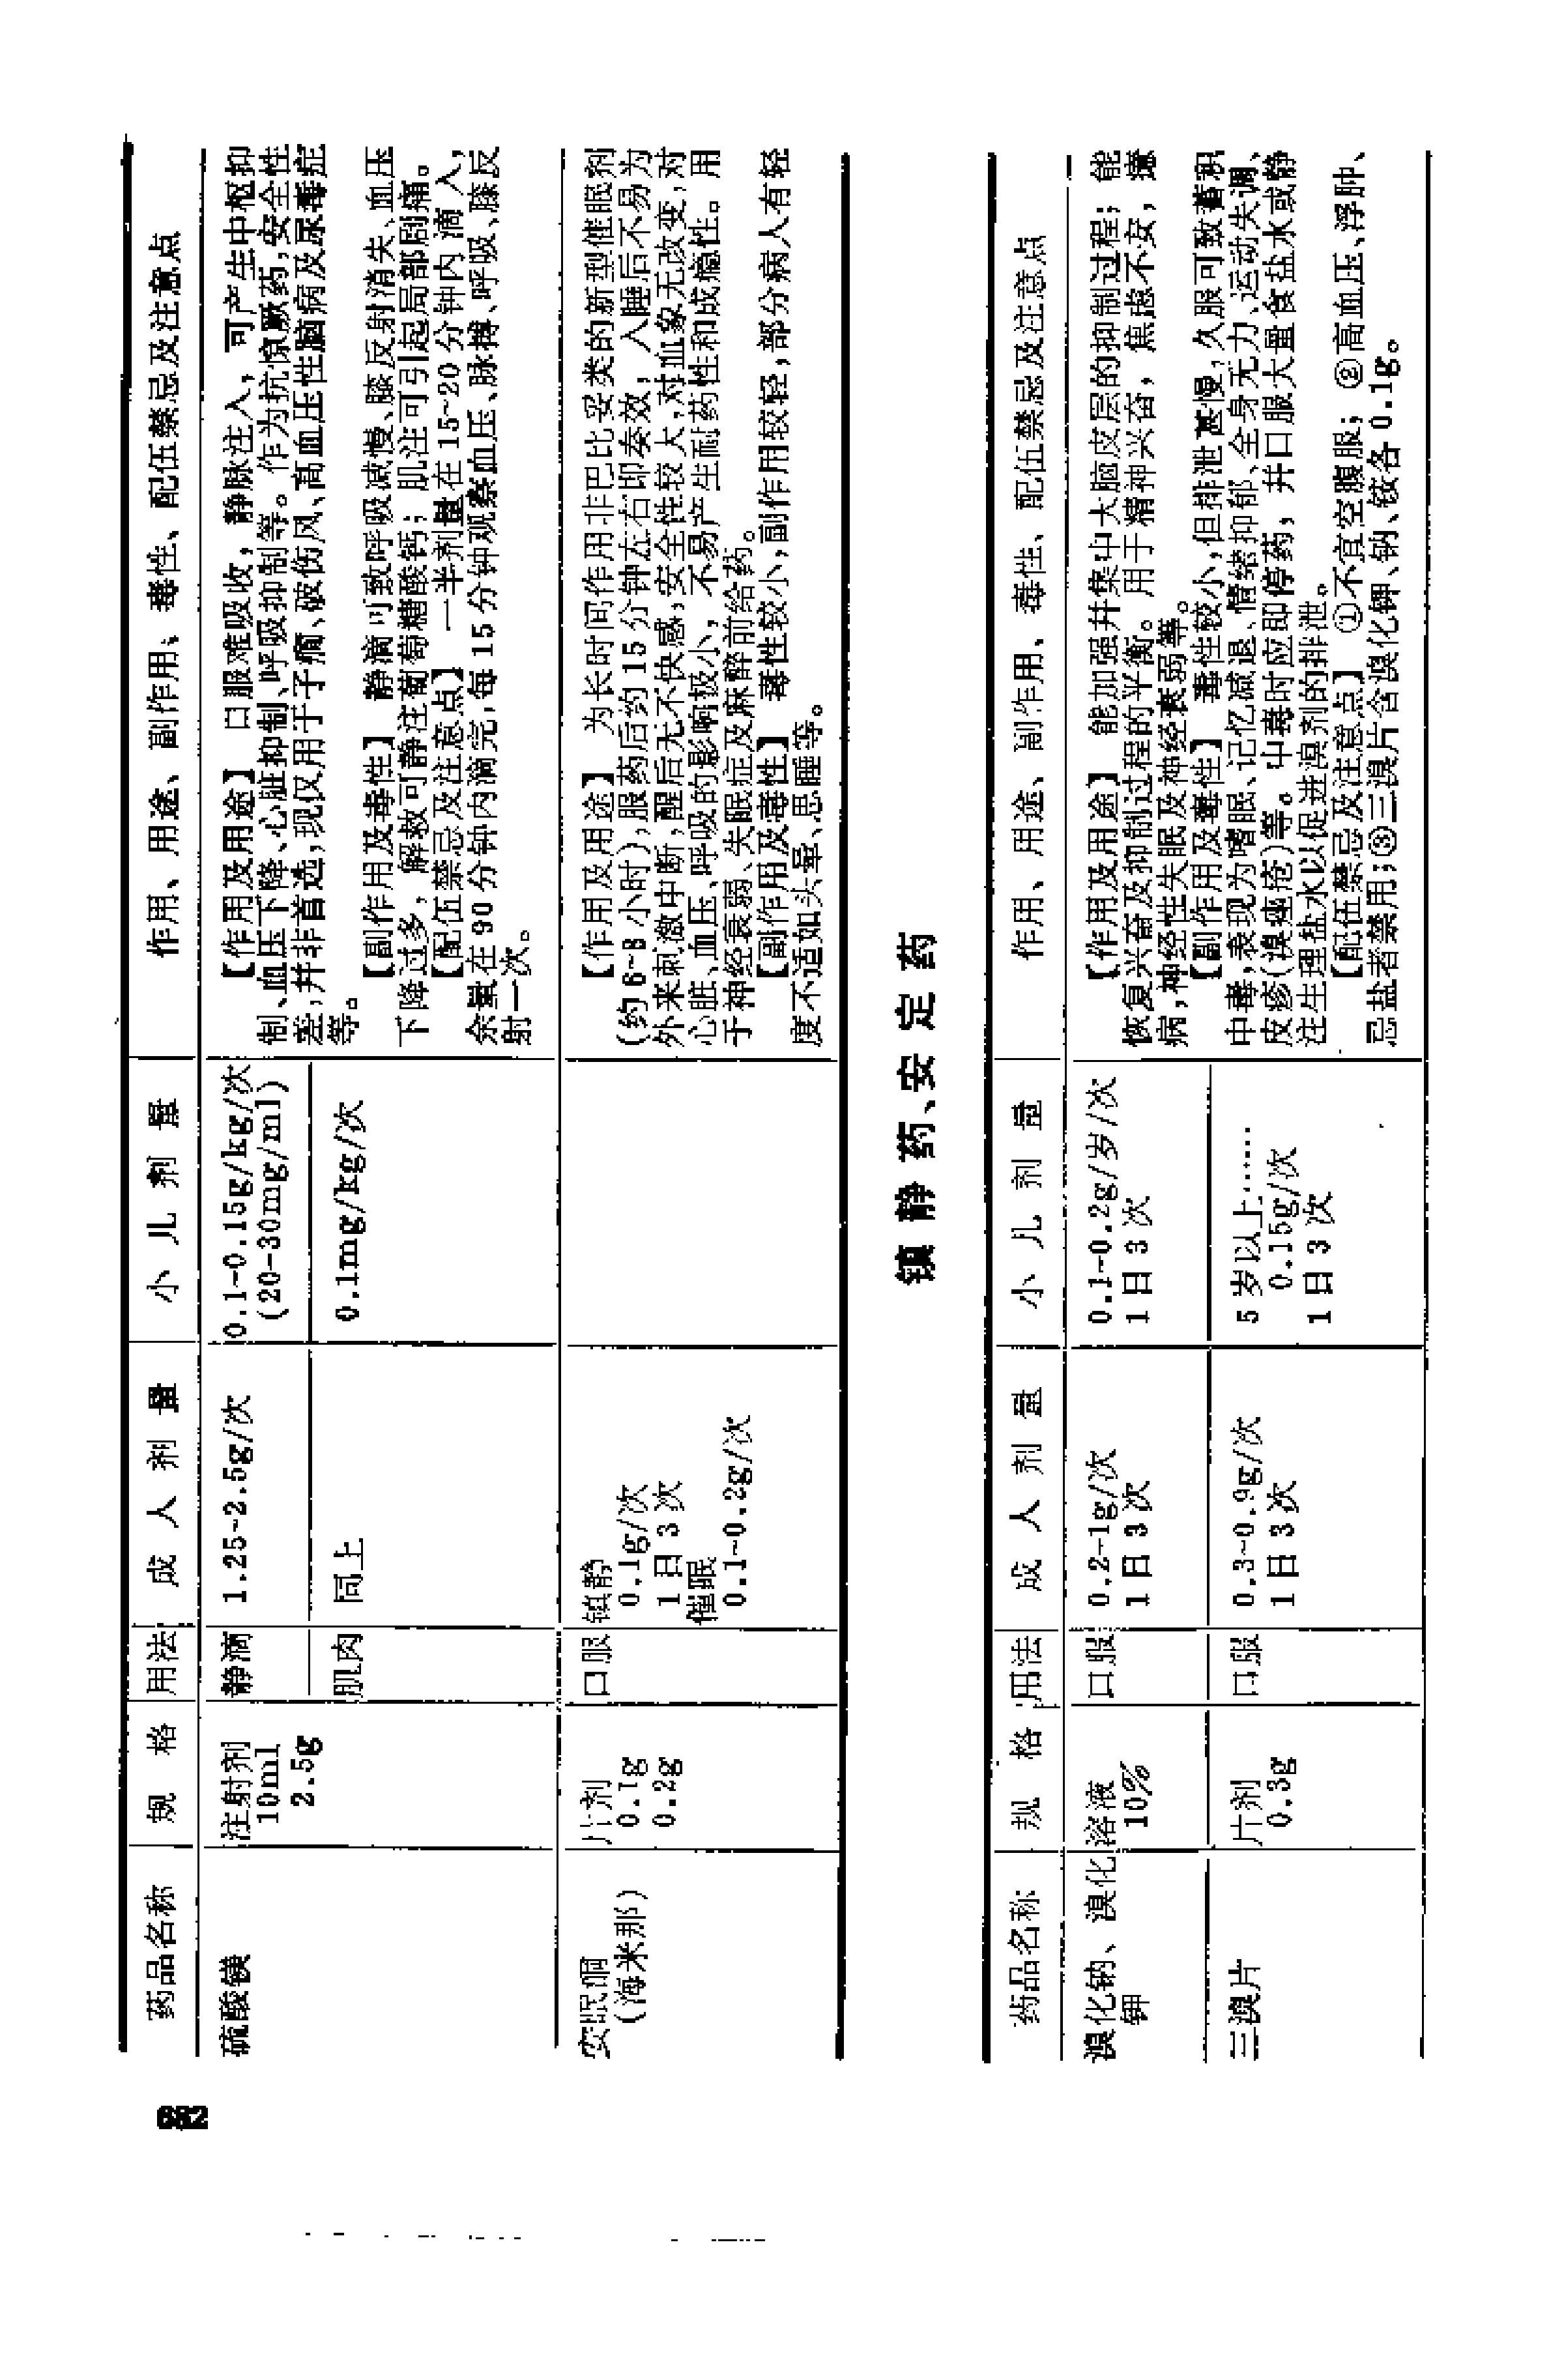 682
药品名称 规格 用法 成人剂量 小儿剂量 作用、用途、副作用、毒性、配伍禁忌及注意点
硫酸镁
注射剂
10ml
2.5g
静滴
1.25~2.5g/次
0.1~0.15g/kg/次
(20~30mg/ml)
肌肉
同上
0.1mg/kg/次
【作用及用途】 口服难吸收，静脉注入，可产生中枢抑
制、血压下降、心脏抑制、呼吸抑制等。作为抗惊厥药，安全性
差，并非首选，现仅用于子痫、破伤风、高血压性脑病及尿毒症
等。
【副作用及毒性】 静滴可致呼吸减慢、膝反射消失、血压
下降过多，解救可静注葡萄糖酸钙；肌注可引起局部剧痛。
【配伍禁忌及注意点】 一半剂量在15~20分钟内滴入，
余量在90分钟内滴完，每15分钟观察血压、脉搏、呼吸、膝反
射一次。
安眠酮
(海米那)
片剂
0.1g
0.2g
口服
镇静
0.1g/次
1日3次
催眠
0.1~0.2g/次
【作用及用途】 为长时间作用非巴比妥类的新型催眠剂
(约6~8小时)，服药后约15分钟左右即奏效，入睡后不易为
外来刺激中断，醒后无不快感，安全性较大，对血象无改变，对
心脏、血压、呼吸的影响极小，不易产生耐药性和成瘾性。用
于神经衰弱、失眠症及麻醉前给药。
【副作用及毒性】 毒性较小，副作用较轻，部分病人有轻
度不适如头晕、思睡等。
镇静药、安定药
药品名称 规格 用法 成人剂量 小儿剂量 作用、用途、副作用、毒性、配伍禁忌及注意点
溴化钠、溴化
钾
溶液
10%
口服
0.2~1g/次
1日3次
0.1~0.2g/岁/次
1日3次
三溴片
片剂
0.3g
口服
0.3~0.9g/次
1日3次
5岁以上……
0.15g/次
1日3次
【作用及用途】 能加强并集中大脑皮层的抑制过程；能
恢复兴奋及抑制过程的平衡。用于精神兴奋，焦虑不安，癔
病，神经性失眠及神经衰弱等。
【副作用及毒性】 毒性较小，但排泄甚慢，久服可致蓄积
中毒，表现为嗜眠、记忆减退、情绪抑郁、全身无力、运动失调、
皮疹(溴痤疮)等。中毒时应即停药，并口服大量食盐水或静
注生理盐水以促进溴剂的排泄。
【配伍禁忌及注意点】 ①不宜空腹服；②高血压、浮肿、
忌盐者禁用；③三溴片含溴化钾、钠、铵各0.1g。